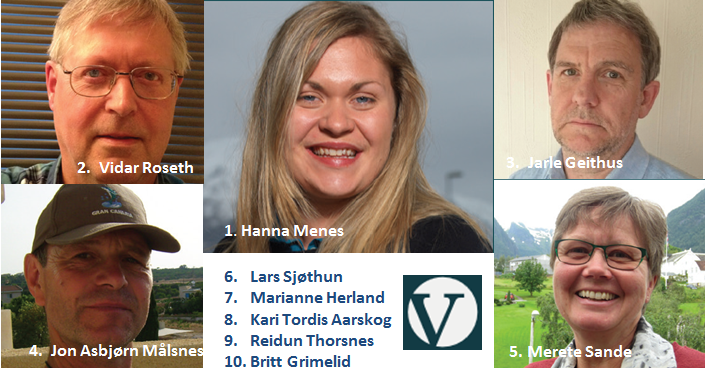 1. Hanna Menes
2. Vidar Roseth
3. Jarle Geithus
GRAN CANARIA
4. Jon Asbjørn Målsnes
5. Merete Sande
6. Lars Sjøthun
7 Marianne Herland
8 Kari Tordis Aarskog
9 Reidun Thorsnes
10. Britt Grimelid
V